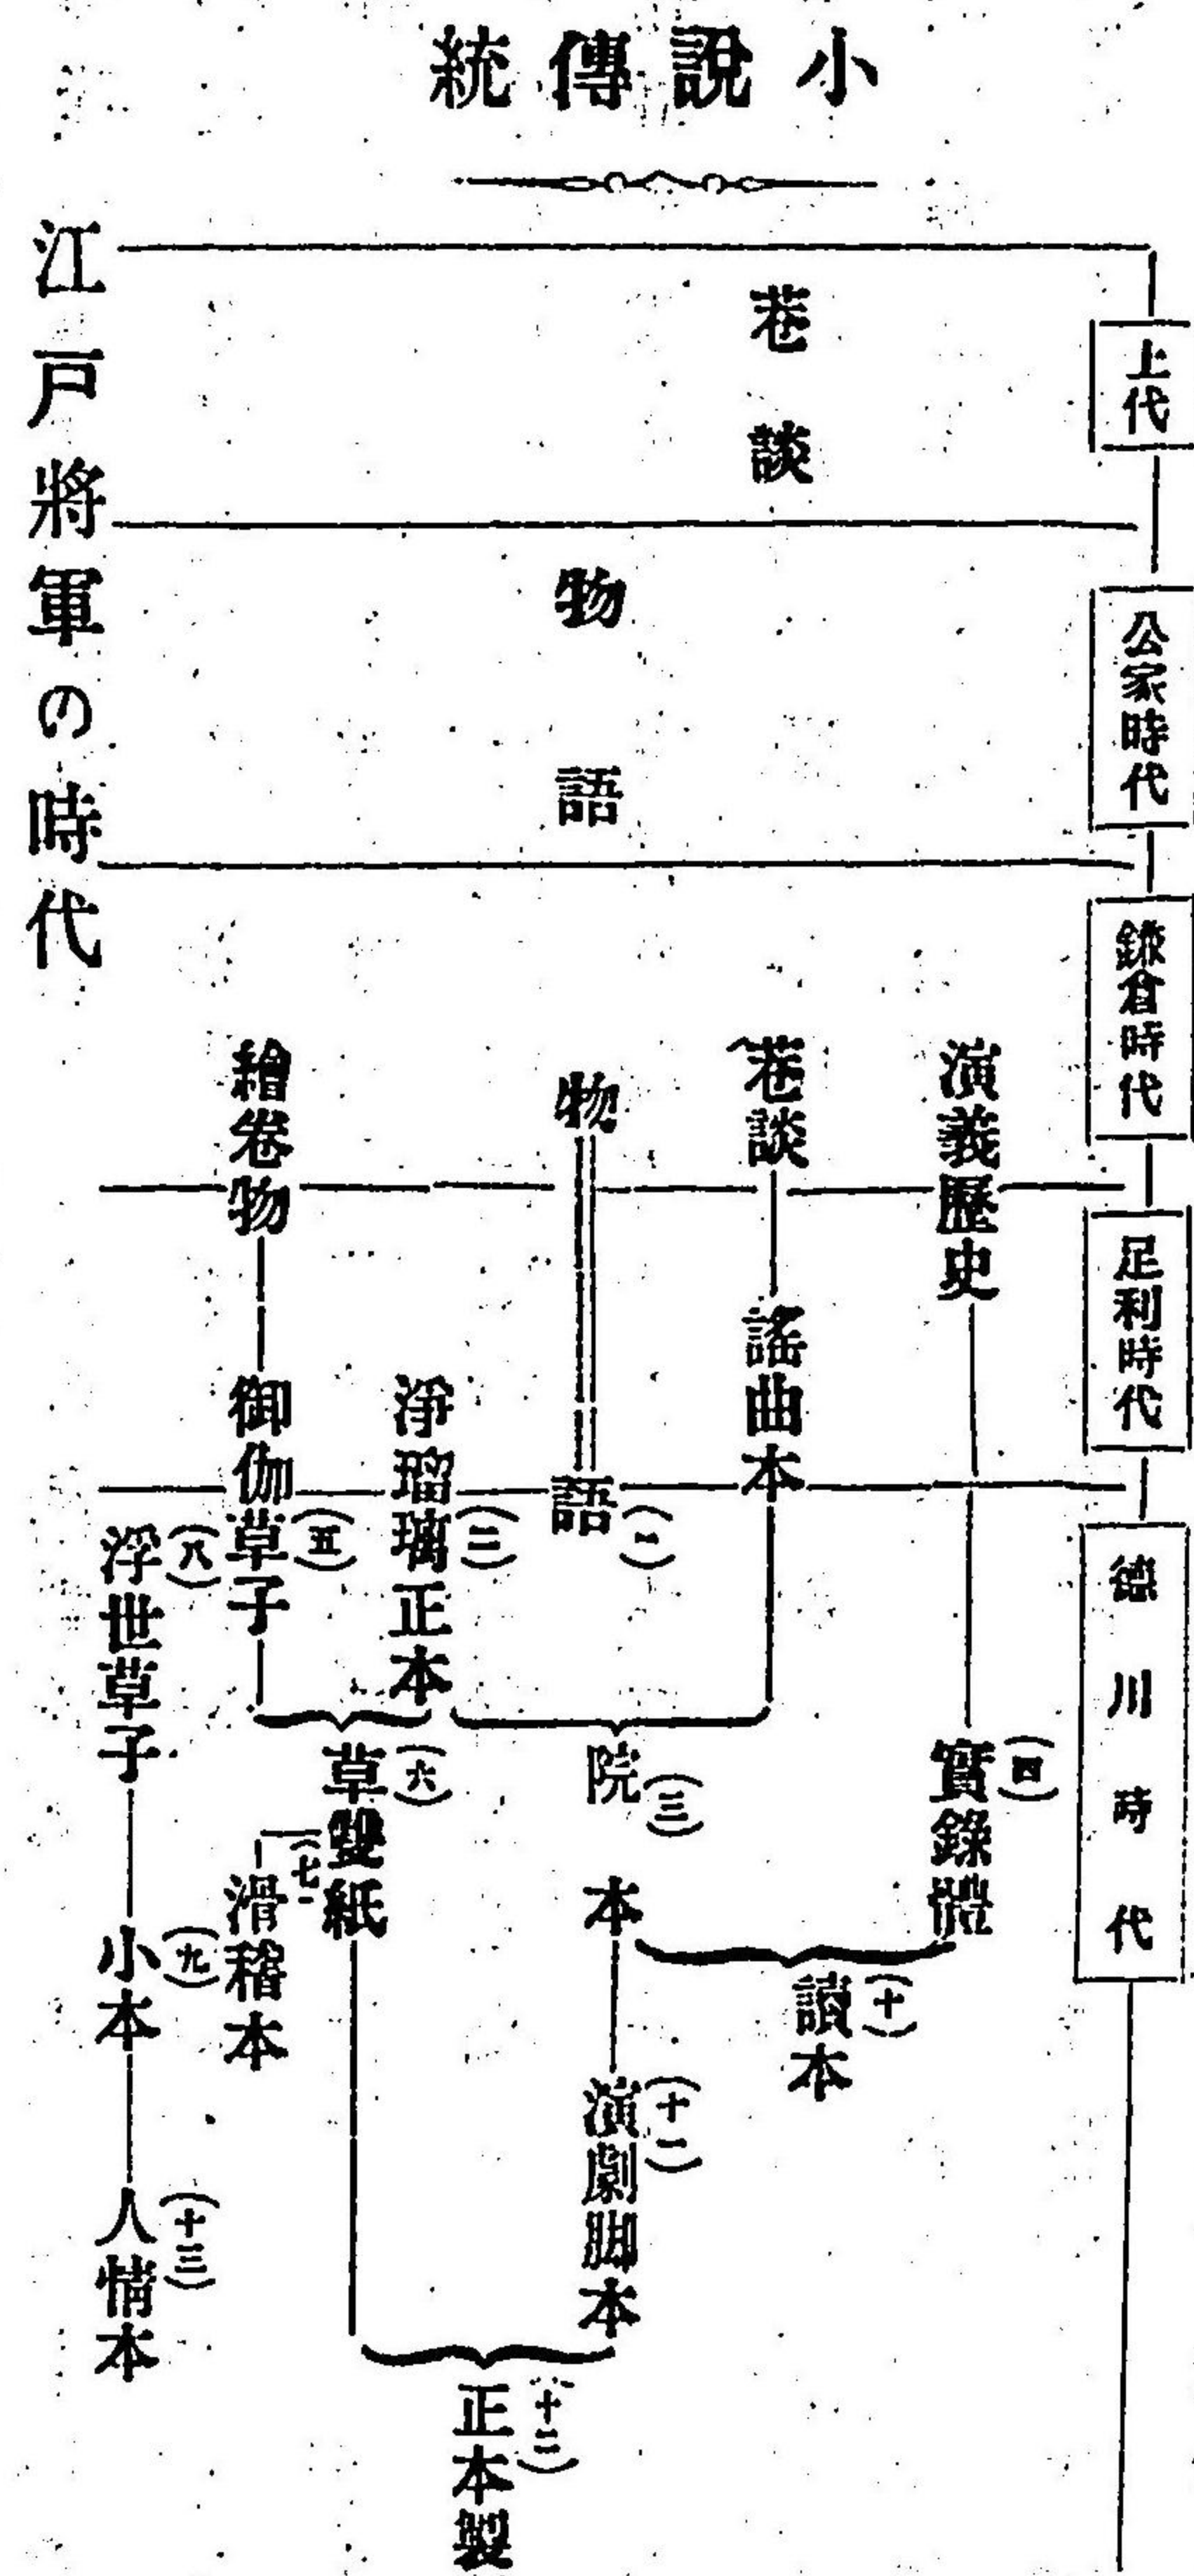 小說傳統
上代
公家時代
鎌倉時代
足利時代
德川時代
巷談
物語
演義歷史
巷談
物語
(一)
繪卷物
謠曲本
淨瑠璃正本
(二)
御伽草子
(五)
浮世草子
(八)
實錄體
(四)
院本
(三)
草雙紙
(六)
滑稽本
(七)
小本
(九)
讀本
(十)
演劇脚本
(十一)
人情本
(十三)
正本製
(十二)
江戸將軍の時代